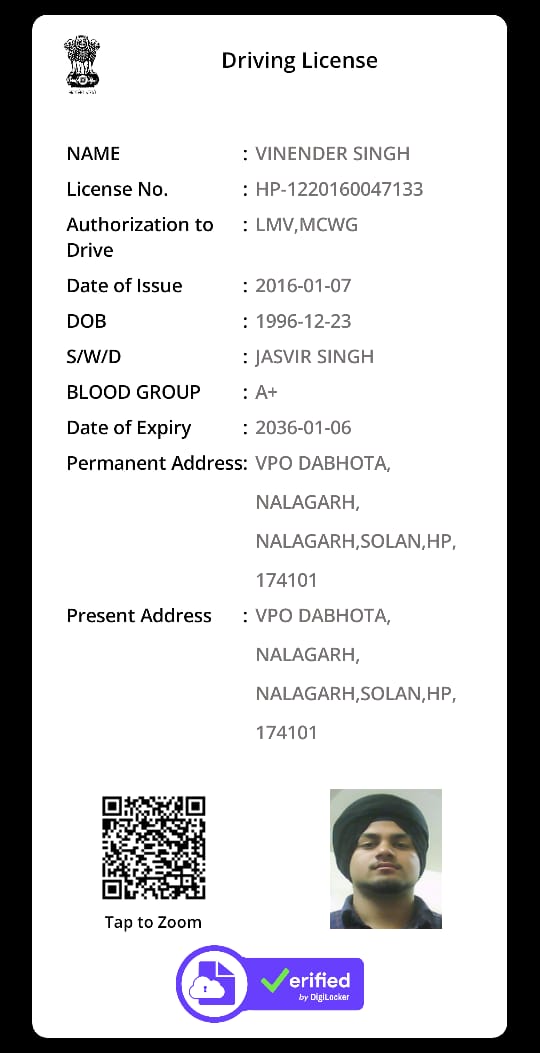 Driving License
NAME : VINENDER SINGH
License No. : HP-1220160047133
Authorization to : LMV,MCWG
Drive
Date of Issue : 2016-01-07
DOB : 1996-12-23
S/W/D : JASVIR SINGH
BLOOD GROUP : A+
Date of Expiry : 2036-01-06
Permanent Address: VPO DABHOTA,
NALAGARH,
NALAGARH,SOLAN,HP,
174101
Present Address : VPO DABHOTA,
NALAGARH,
NALAGARH,SOLAN,HP,
174101
Tap to Zoom
Verified
by DigiLocker